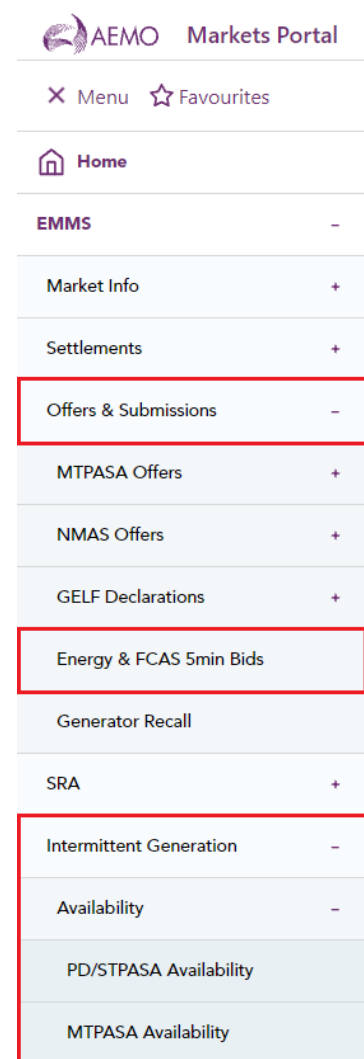 AEMO Markets Portal
× Menu ☆ Favourites
Home
EMMS –
Market Info +
Settlements +
Offers & Submissions –
MTPASA Offers +
NMAS Offers +
GELF Declarations +
Energy & FCAS 5min Bids
Generator Recall
SRA +
Intermittent Generation –
Availability –
PD/STPASA Availability
MTPASA Availability